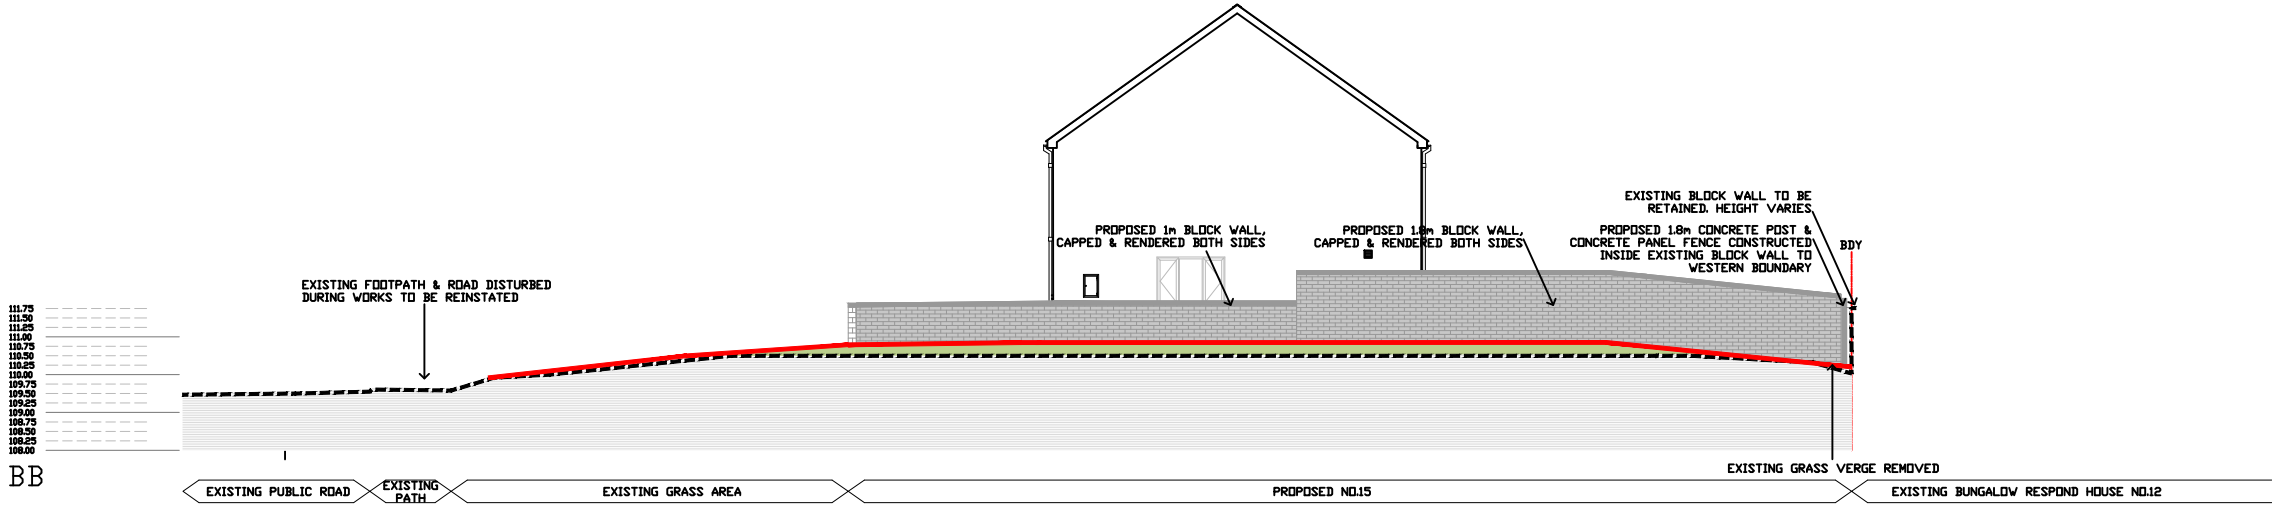 EXISTING BLOCK WALL TO BE
RETAINED. HEIGHT VARIES
PROPOSED 1m BLOCK WALL,
CAPPED & RENDERED BOTH SIDES
PROPOSED 1.8m BLOCK WALL,
CAPPED & RENDERED BOTH SIDES
PROPOSED 1.8m CONCRETE POST &
CONCRETE PANEL FENCE CONSTRUCTED
INSIDE EXISTING BLOCK WALL TO
WESTERN BOUNDARY
BDY
EXISTING FOOTPATH & ROAD DISTURBED
DURING WORKS TO BE REINSTATED
111.75
111.50
111.25
111.00
110.75
110.50
110.25
110.00
109.75
109.50
109.25
109.00
108.75
108.50
108.25
108.00
EXISTING GRASS VERGE REMOVED
BB
EXISTING PUBLIC ROAD
EXISTING
PATH
EXISTING GRASS AREA
PROPOSED NO.15
EXISTING BUNGALOW RESPOND HOUSE NO.12